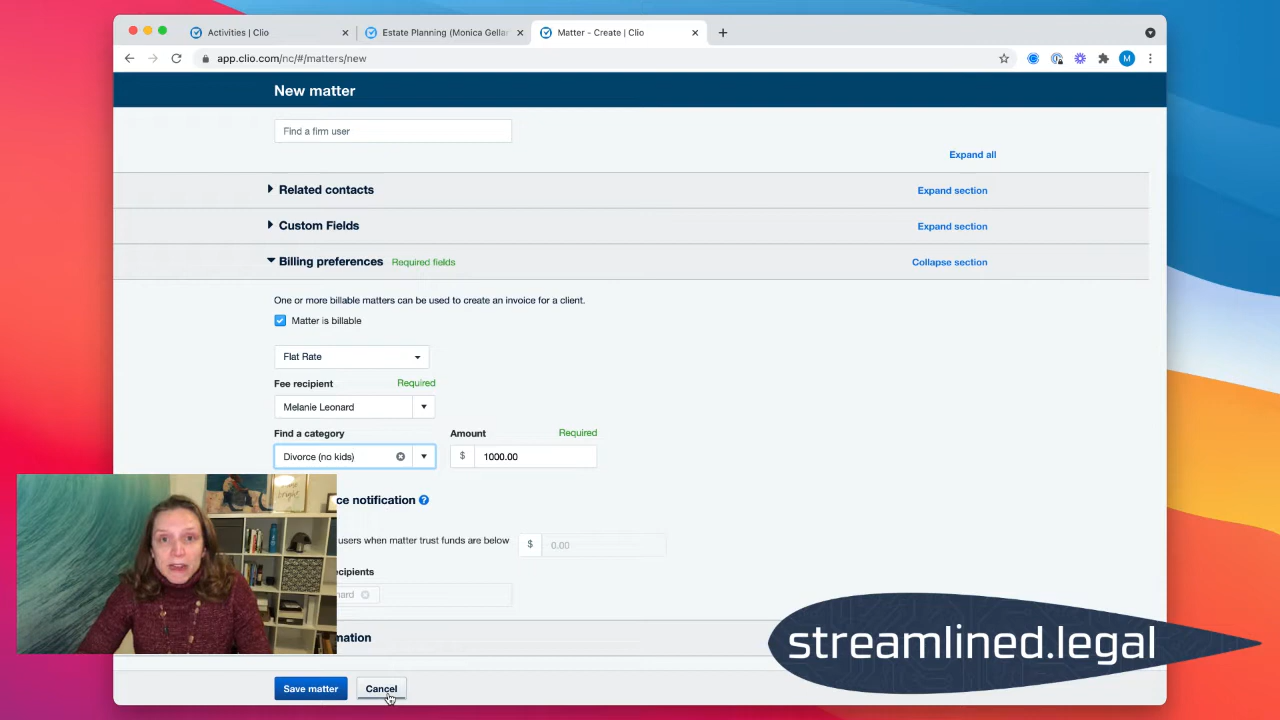 Activities | Clio
Estate Planning (Monica Gellar
Matter - Create | Clio
app.clio.com/nc/#/matters/new
M
New matter
Find a firm user
Expand all
Related contacts
Expand section
Custom Fields
Expand section
Billing preferences Required fields
Collapse section
One or more billable matters can be used to create an invoice for a client.
Matter is billable
Flat Rate
Fee recipient Required
Melanie Leonard
Find a category Amount Required
Divorce (no kids) $ 1000.00
ce notification ?
users when matter trust funds are below $ 0.00
ecipients
nard
mation
streamlined.legal
Save matter Cancel